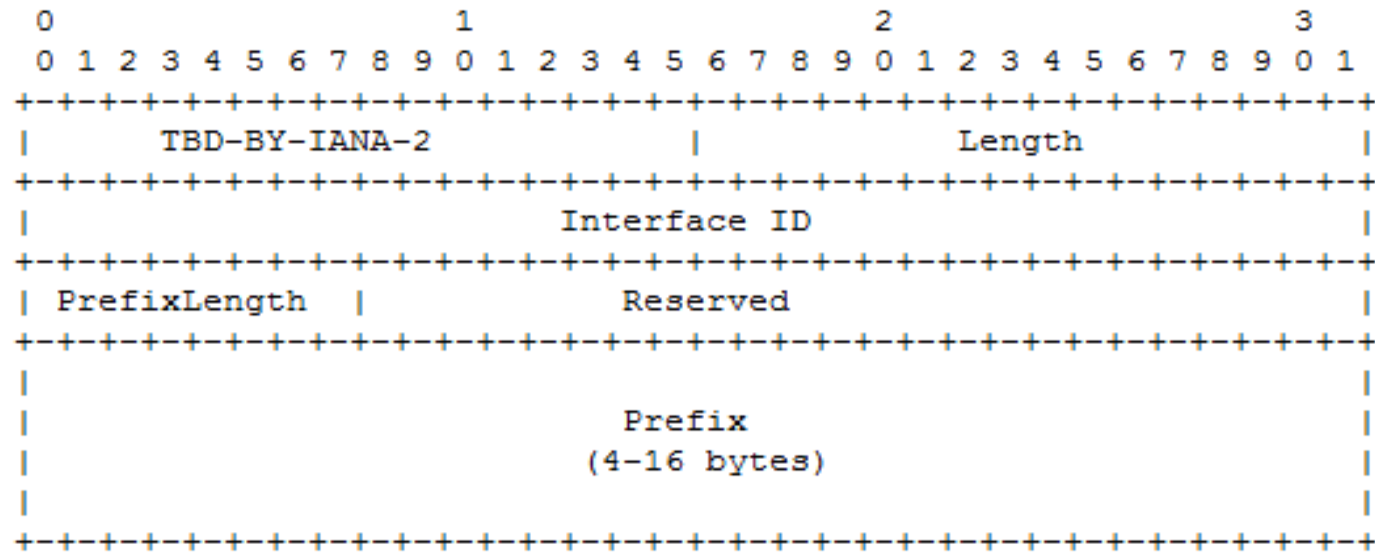 0                   1                   2                   3
0 1 2 3 4 5 6 7 8 9 0 1 2 3 4 5 6 7 8 9 0 1 2 3 4 5 6 7 8 9 0 1
+-+-+-+-+-+-+-+-+-+-+-+-+-+-+-+-+-+-+-+-+-+-+-+-+-+-+-+-+-+-+-+-+
|      TBD-BY-IANA-2            |            Length             |
+-+-+-+-+-+-+-+-+-+-+-+-+-+-+-+-+-+-+-+-+-+-+-+-+-+-+-+-+-+-+-+-+
|                         Interface ID                          |
+-+-+-+-+-+-+-+-+-+-+-+-+-+-+-+-+-+-+-+-+-+-+-+-+-+-+-+-+-+-+-+-+
| PrefixLength  |            Reserved                           |
+-+-+-+-+-+-+-+-+-+-+-+-+-+-+-+-+-+-+-+-+-+-+-+-+-+-+-+-+-+-+-+-+
|                                                               |
|                            Prefix                             |
|                          (4-16 bytes)                         |
|                                                               |
+-+-+-+-+-+-+-+-+-+-+-+-+-+-+-+-+-+-+-+-+-+-+-+-+-+-+-+-+-+-+-+-+